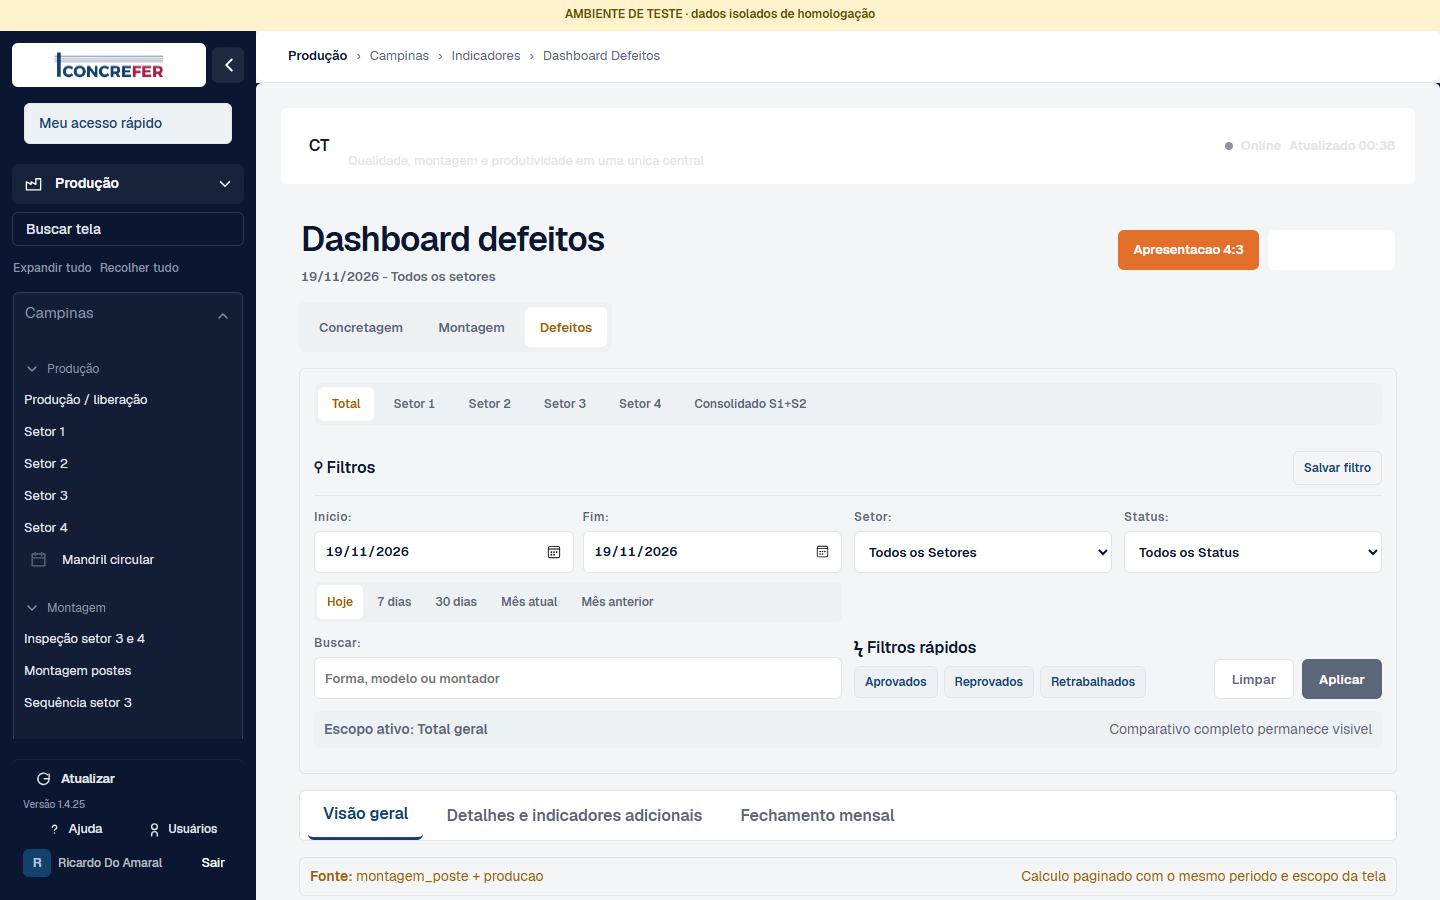 AMBIENTE DE TESTE · dados isolados de homologação
CONCREFER
Meu acesso rápido
Produção
Buscar tela
Expandir tudo Recolher tudo
Campinas
Produção
Produção / liberação
Setor 1
Setor 2
Setor 3
Setor 4
Mandril circular
Montagem
Inspeção setor 3 e 4
Montagem postes
Sequência setor 3
Atualizar
Versão 1.4.25
? Ajuda Usuários
R Ricardo Do Amaral Sair
Produção › Campinas › Indicadores › Dashboard Defeitos
CT
Qualidade, montagem e produtividade em uma unica central
Online Atualizado 00:38
Dashboard defeitos
19/11/2026 - Todos os setores
Apresentacao 4:3
Concretagem Montagem Defeitos
Total Setor 1 Setor 2 Setor 3 Setor 4 Consolidado S1+S2
Filtros
Salvar filtro
Início: Fim: Setor: Status:
19/11/2026 19/11/2026 Todos os Setores Todos os Status
Hoje 7 dias 30 dias Mês atual Mês anterior
Buscar:
Forma, modelo ou montador
Filtros rápidos
Aprovados Reprovados Retrabalhados
Limpar Aplicar
Escopo ativo: Total geral Comparativo completo permanece visivel
Visão geral Detalhes e indicadores adicionais Fechamento mensal
Fonte: montagem_poste + producao Calculo paginado com o mesmo periodo e escopo da tela